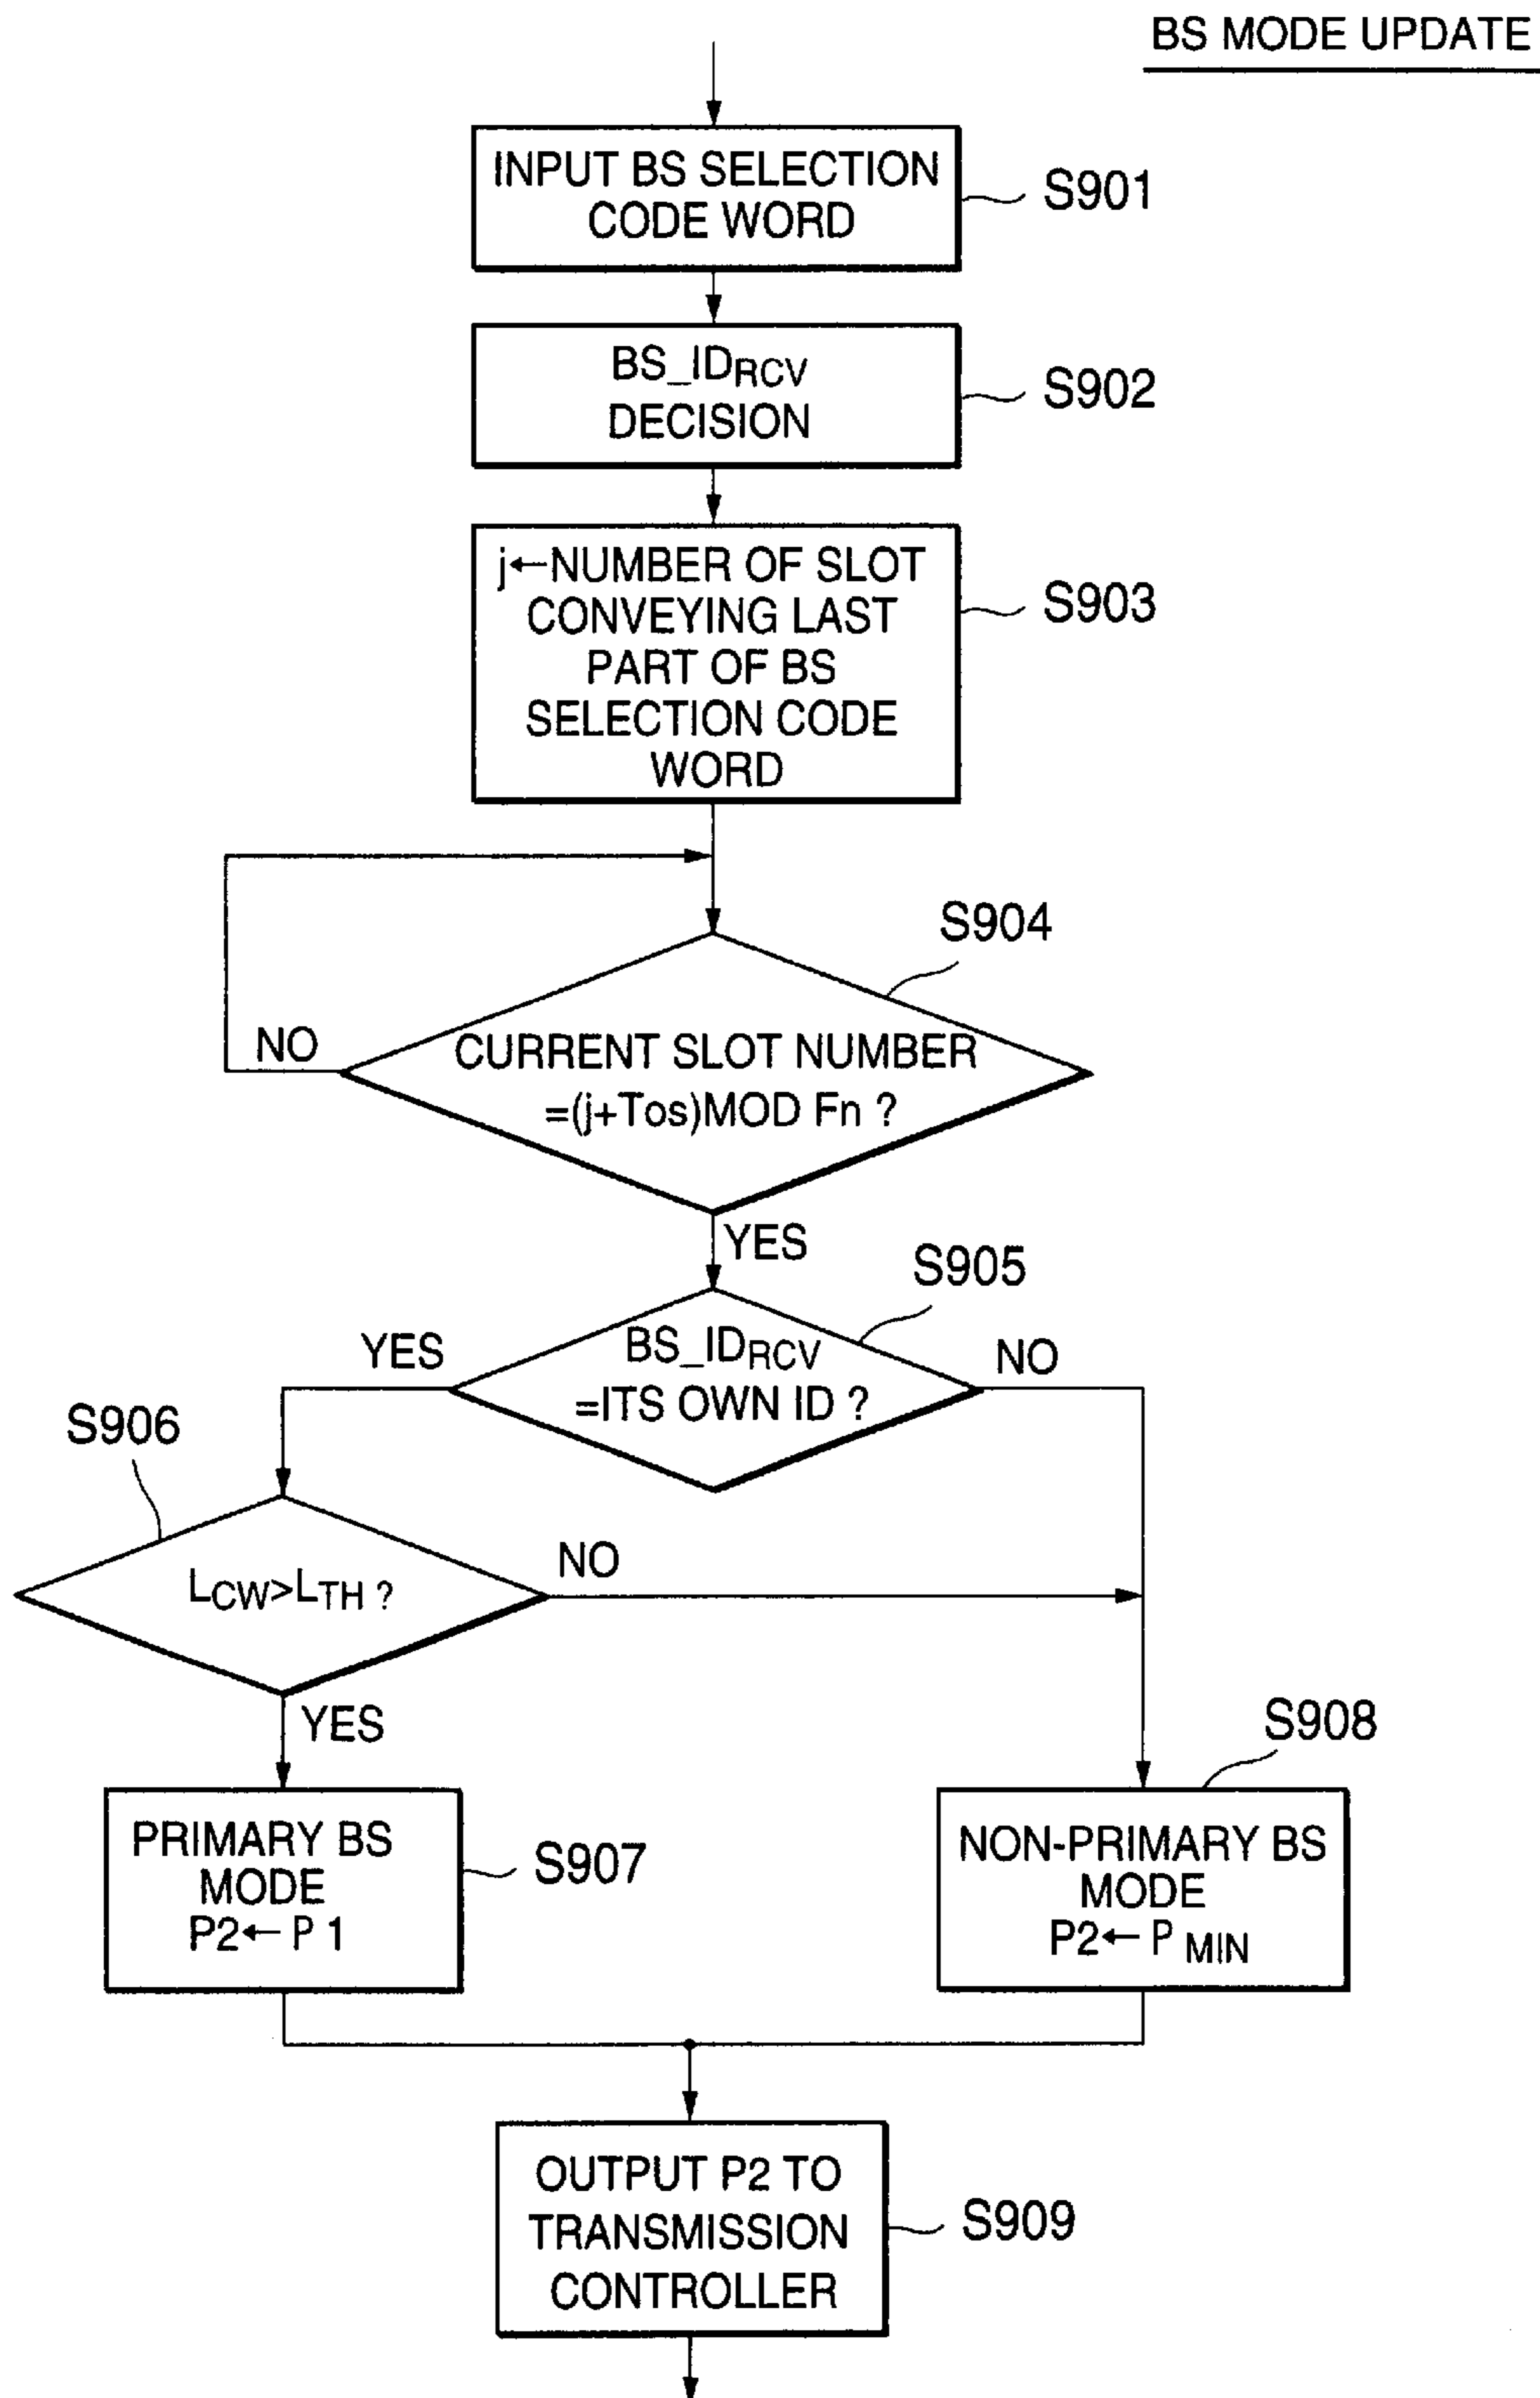 BS MODE UPDATE
INPUT BS SELECTION
CODE WORD
S901
BS_IDRCV
DECISION
S902
j←NUMBER OF SLOT
CONVEYING LAST
PART OF BS
SELECTION CODE
WORD
S903
S904
NO
CURRENT SLOT NUMBER
=(j+Tos)MOD Fn ?
YES
S905
YES
BS_IDRCV
=ITS OWN ID ?
NO
S906
LCW>LTH ?
NO
YES
S908
PRIMARY BS
MODE
P2← P 1
S907
NON-PRIMARY BS
MODE
P2← P MIN
OUTPUT P2 TO
TRANSMISSION
CONTROLLER
S909